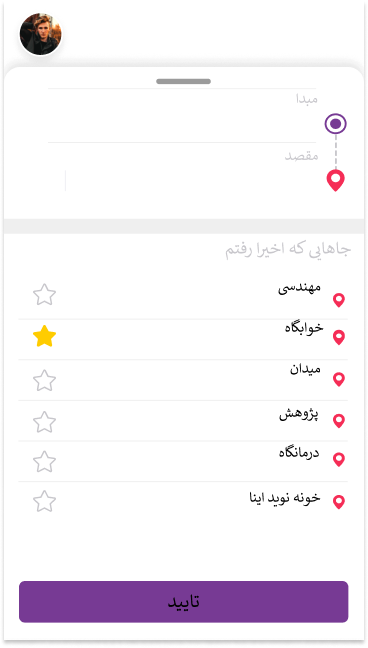 مبدا
مقصد
جاهایی که اخیرا رفتم
مهندسی
خوابگاه
میدان
پژوهش
درمانگاه
خونه نوید اینا
تایید